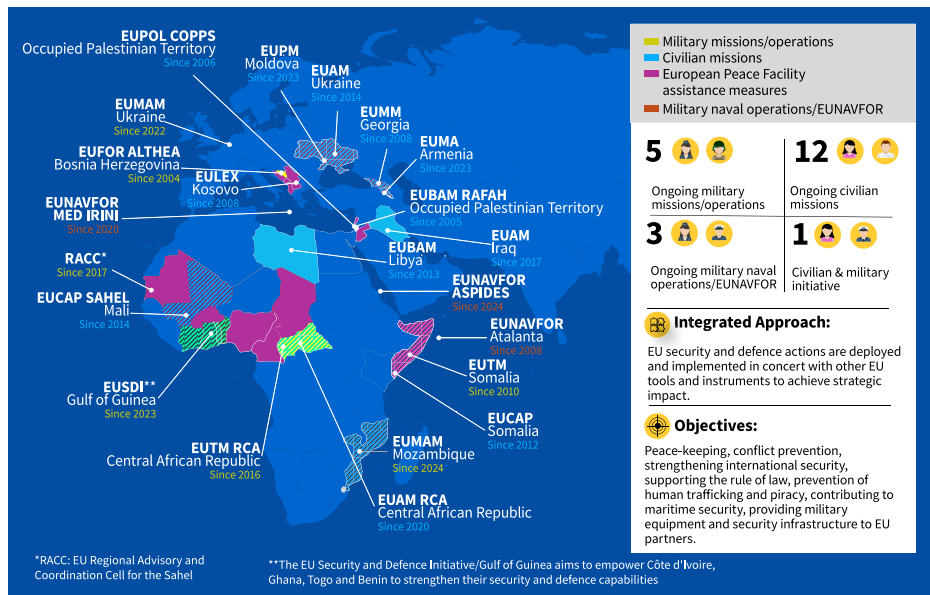 EUPOL COPPS
Occupied Palestinian Territory
Since 2006
EUPM
Moldova
Since 2023
EUAM
Ukraine
Since 2014
EUMAM
Ukraine
Since 2022
EUMM
Georgia
Since 2008
EUMA
Armenia
Since 2023
EUFOR ALTHEA
Bosnia Herzegovina
Since 2004
EULEX
Kosovo
Since 2008
EUBAM RAFAH
Occupied Palestinian Territory
Since 2005
EUNAVFOR
MED IRINI
Since 2020
EUBAM
Libya
Since 2013
EUAM
Iraq
Since 2017
RACC*
Since 2017
EUNAVFOR
ASPIDES
Since 2024
EUCAP SAHEL
Mali
Since 2014
EUNAVFOR
Atalanta
Since 2008
EUTM
Somalia
Since 2010
EUSDI**
Gulf of Guinea
Since 2023
EUCAP
Somalia
Since 2012
EUTM RCA
Central African Republic
Since 2016
EUMAM
Mozambique
Since 2024
EUAM RCA
Central African Republic
Since 2020
*RACC: EU Regional Advisory and
Coordination Cell for the Sahel
**The EU Security and Defence Initiative/Gulf of Guinea aims to empower Côte d'Ivoire,
Ghana, Togo and Benin to strengthen their security and defence capabilities
Military missions/operations
Civilian missions
European Peace Facility
assistance measures
Military naval operations/EUNAVFOR
5
Ongoing military
missions/operations
12
Ongoing civilian
missions
3
Ongoing military naval
operations/EUNAVFOR
1
Civilian & military
initiative
Integrated Approach:
EU security and defence actions are deployed
and implemented in concert with other EU
tools and instruments to achieve strategic
impact.
Objectives:
Peace-keeping, conflict prevention,
strengthening international security,
supporting the rule of law, prevention of
human trafficking and piracy, contributing to
maritime security, providing military
equipment and security infrastructure to EU
partners.